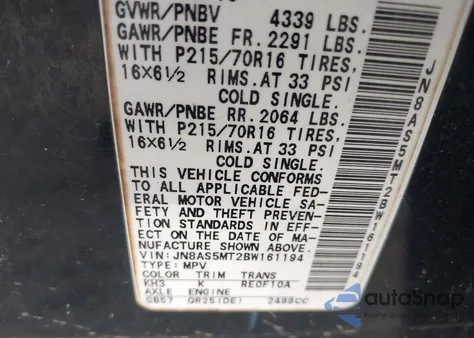 GVWR/PNBV 4339 LBS.
GAWR/PNBE FR. 2291 LBS.
WITH P215/70R16 TIRES,
16X6½ RIMS. AT 33 PSI
COLD SINGLE.
GAWR/PNBE RR. 2064 LBS.
WITH P215/70R16 TIRES,
16X6½ RIMS. AT 33 PSI
COLD SINGLE.
THIS VEHICLE CONFORMS
TO ALL APPLICABLE FED-
ERAL MOTOR VEHICLE SA-
FETY AND THEFT PREVEN-
TION STANDARDS IN EFF-
ECT ON THE DATE OF MANU-
FACTURE SHOWN ABOVE.
VIN: JN8AS5MT2BW161194
TYPE: MPV
COLOR TRIM TRANS
KH3 K RE0F10A
AXLE ENGINE
GB57 QR25(DE) 2488CC
JN8AS5MT2BW161194
autoSnap